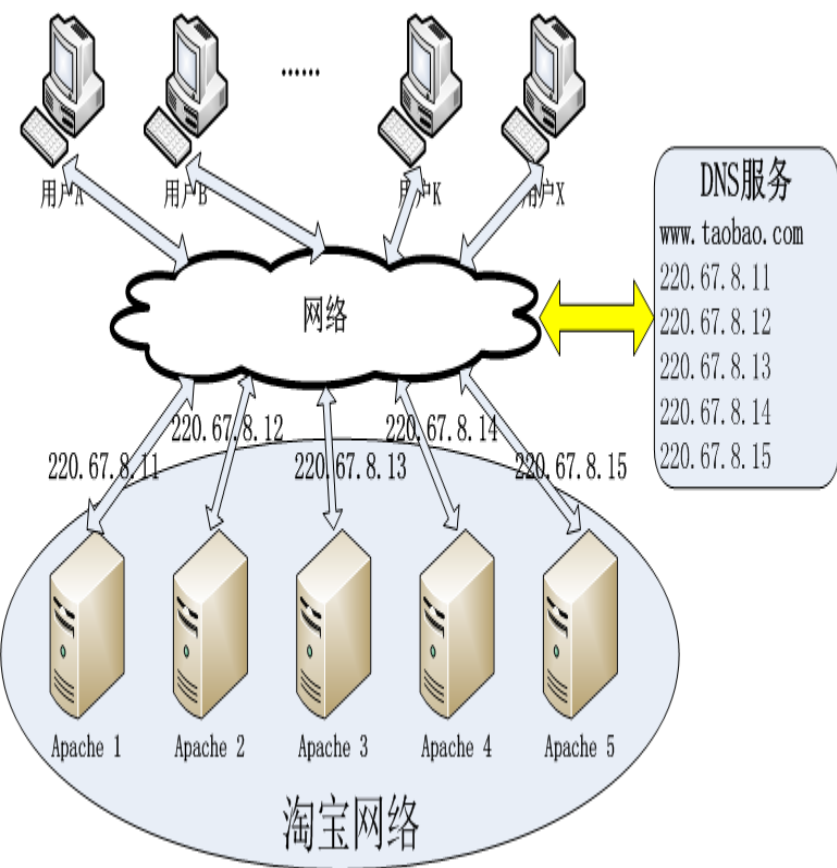 ……
用户A
用户B
用户K
用户X
DNS服务
www.taobao.com
220.67.8.11
220.67.8.12
220.67.8.13
220.67.8.14
220.67.8.15
网络
220.67.8.12
220.67.8.14
220.67.8.11
220.67.8.13
220.67.8.15
Apache 1
Apache 2
Apache 3
Apache 4
Apache 5
淘宝网络